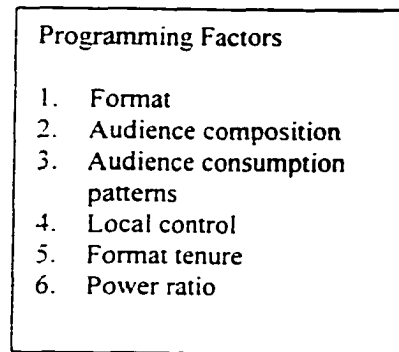 Programming Factors
1. Format
2. Audience composition
3. Audience consumption
patterns
4. Local control
5. Format tenure
6. Power ratio